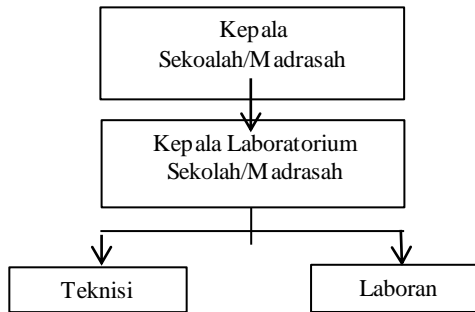 Kepala
Sekoalah/Madrasah
Kepala Laboratorium
Sekolah/Madrasah
Teknisi
Laboran